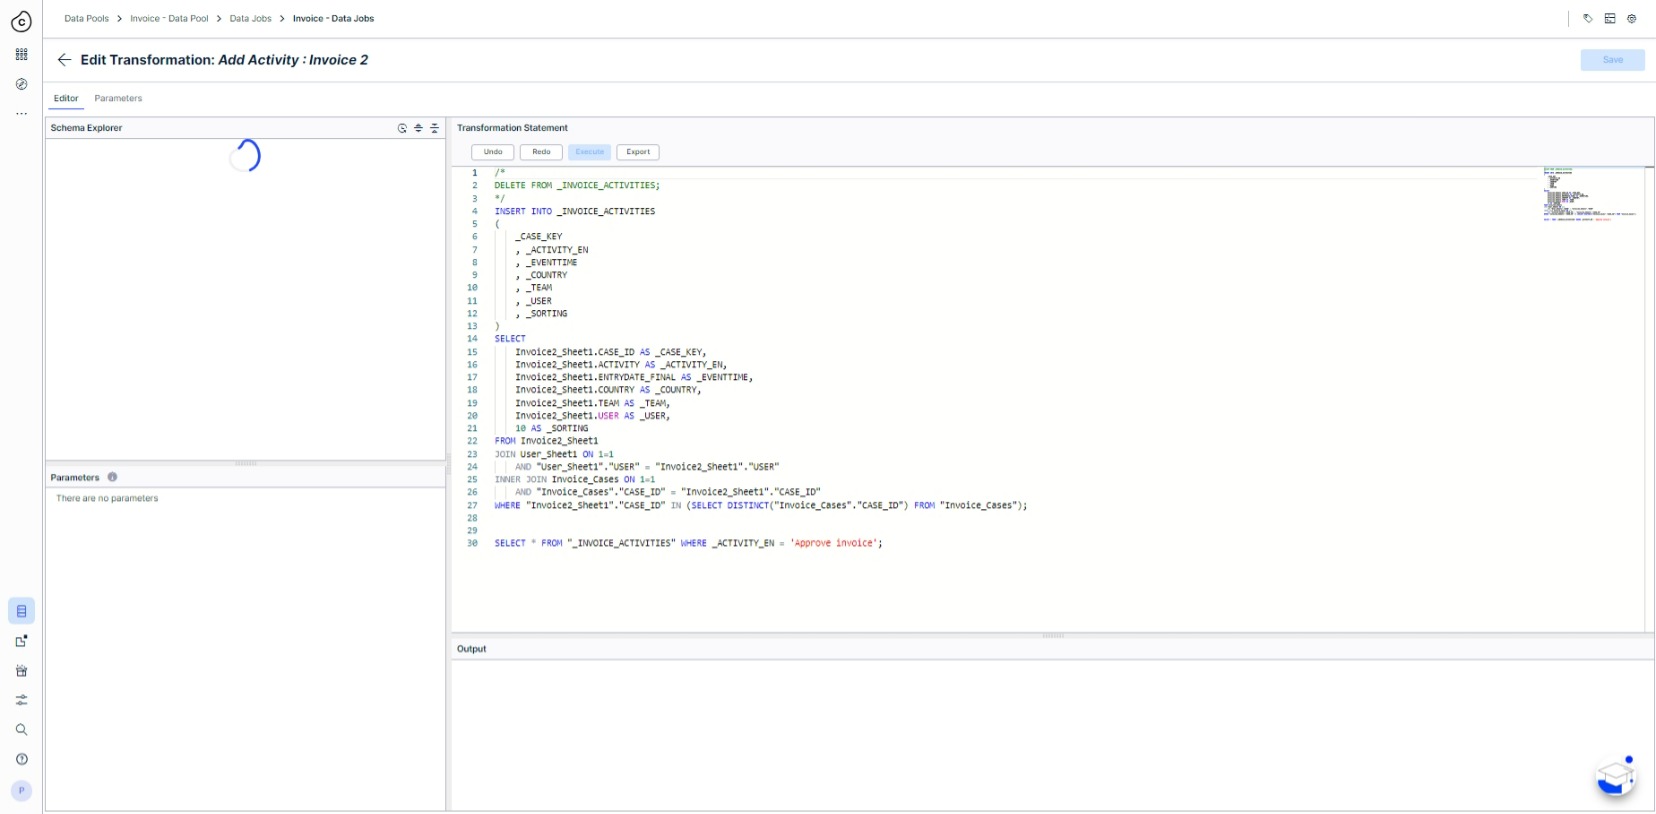 Data Pools > Invoice - Data Pool > Data Jobs > Invoice - Data Jobs
Edit Transformation: Add Activity : Invoice 2
Save
Editor Parameters
Schema Explorer
Transformation Statement
Undo Redo Execute Export
1 /*
2 DELETE FROM _INVOICE_ACTIVITIES;
3 */
4 INSERT INTO _INVOICE_ACTIVITIES
5 (
6 _CASE_KEY
7 , _ACTIVITY_EN
8 , _EVENTTIME
9 , _COUNTRY
10 , _TEAM
11 , _USER
12 , _SORTING
13 )
14 SELECT
15 Invoice2_Sheet1.CASE_ID AS _CASE_KEY,
16 Invoice2_Sheet1.ACTIVITY AS _ACTIVITY_EN,
17 Invoice2_Sheet1.ENTRYDATE_FINAL AS _EVENTTIME,
18 Invoice2_Sheet1.COUNTRY AS _COUNTRY,
19 Invoice2_Sheet1.TEAM AS _TEAM,
20 Invoice2_Sheet1.USER AS _USER,
21 10 AS _SORTING
22 FROM Invoice2_Sheet1
23 JOIN User_Sheet1 ON 1=1
24 AND "User_Sheet1"."USER" = "Invoice2_Sheet1"."USER"
25 INNER JOIN Invoice_Cases ON 1=1
26 AND "Invoice_Cases"."CASE_ID" = "Invoice2_Sheet1"."CASE_ID"
27 WHERE "Invoice2_Sheet1"."CASE_ID" IN (SELECT DISTINCT("Invoice_Cases"."CASE_ID") FROM "Invoice_Cases");
28
29
30 SELECT * FROM "_INVOICE_ACTIVITIES" WHERE _ACTIVITY_EN = 'Approve invoice';
Parameters
There are no parameters
Output
P